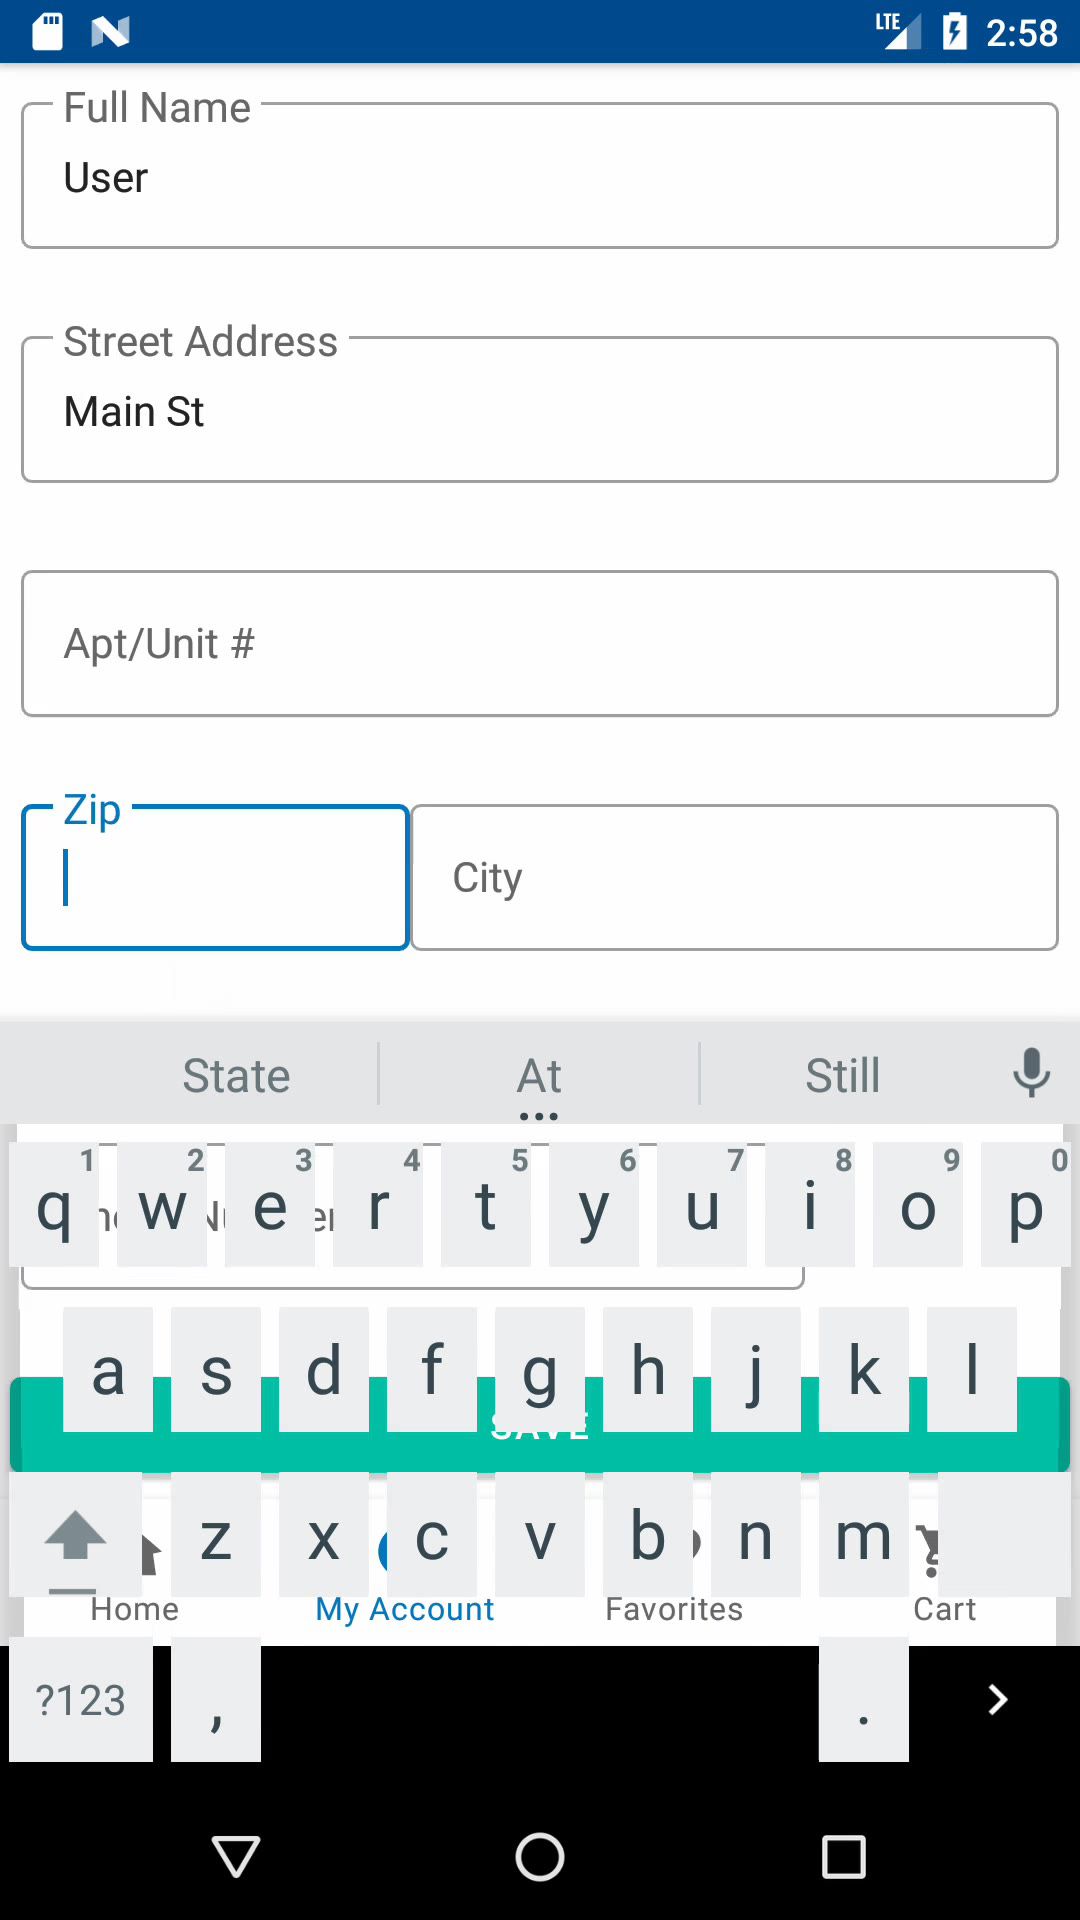 LTE 2:58
Full Name
User
Street Address
Main St
Apt/Unit #
Zip
City
State At Still
1 2 3 4 5 6 7 8 9 0
q w e r t y u i o p
a s d f g h j k l
SAVE
z x c v b n m
Home My Account Favorites Cart
?123 , .